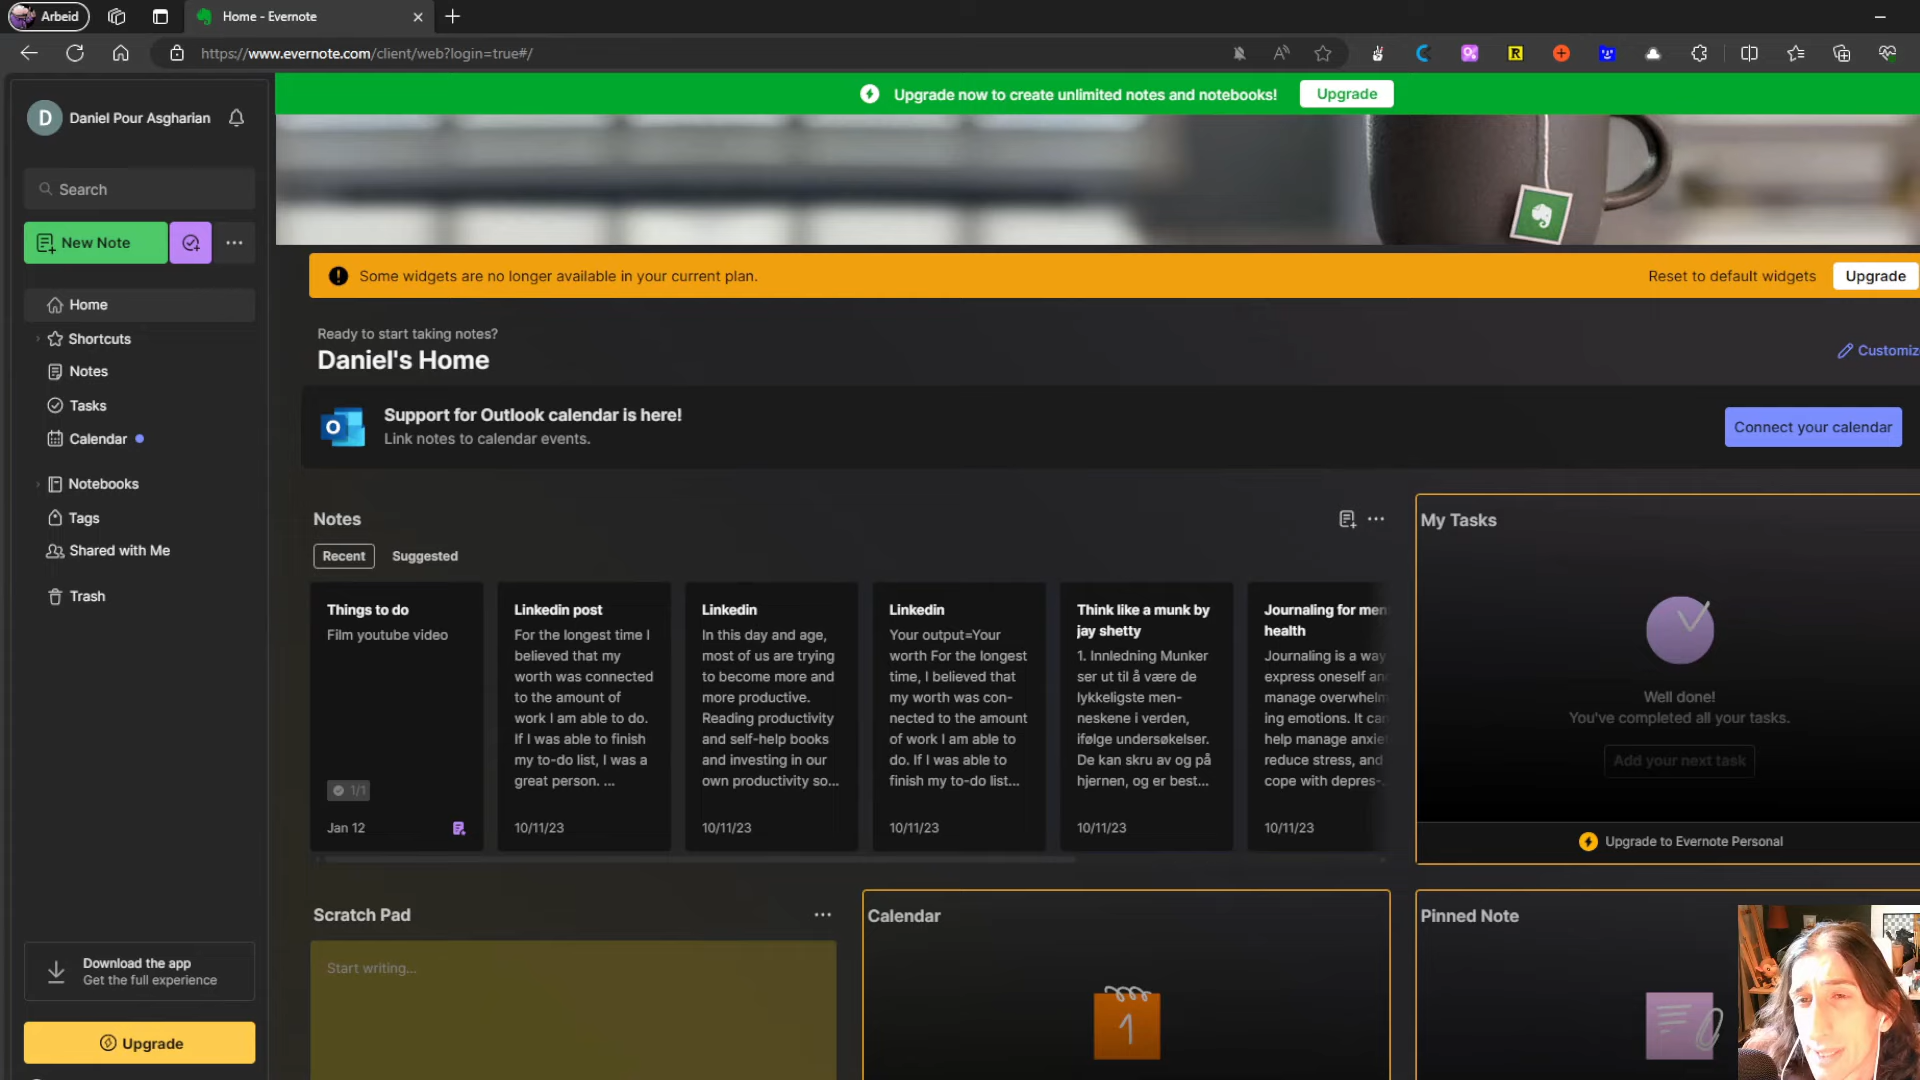 Arbeid
Home - Evernote
https://www.evernote.com/client/web?login=true#/
Upgrade now to create unlimited notes and notebooks!
Upgrade
D
Daniel Pour Asgharian
Search
New Note
Home
Shortcuts
Notes
Tasks
Calendar
Notebooks
Tags
Shared with Me
Trash
Download the app
Get the full experience
Upgrade
Some widgets are no longer available in your current plan.
Reset to default widgets
Upgrade
Ready to start taking notes?
Daniel's Home
Customiz
Support for Outlook calendar is here!
Link notes to calendar events.
Connect your calendar
Notes
Recent
Suggested
Things to do
Film youtube video
1/1
Jan 12
Linkedin post
For the longest time I
believed that my
worth was connected
to the amount of
work I am able to do.
If I was able to finish
my to-do list, I was a
great person. ...
10/11/23
Linkedin
In this day and age,
most of us are trying
to become more and
more productive.
Reading productivity
and self-help books
and investing in our
own productivity so...
10/11/23
Linkedin
Your output=Your
worth For the longest
time, I believed that
my worth was con-
nected to the amount
of work I am able to
do. If I was able to
finish my to-do list...
10/11/23
Think like a munk by
jay shetty
1. Innledning Munker
ser ut til å være de
lykkeligste men-
neskene i verden,
ifølge undersøkelser.
De kan skru av og på
hjernen, og er best...
10/11/23
Journaling for men
health
Journaling is a way
express oneself and
manage overwhelm
ing emotions. It can
help manage anxie
reduce stress, and
cope with depres-
10/11/23
My Tasks
Well done!
You've completed all your tasks.
Add your next task
Upgrade to Evernote Personal
Scratch Pad
Start writing...
Calendar
1
Pinned Note